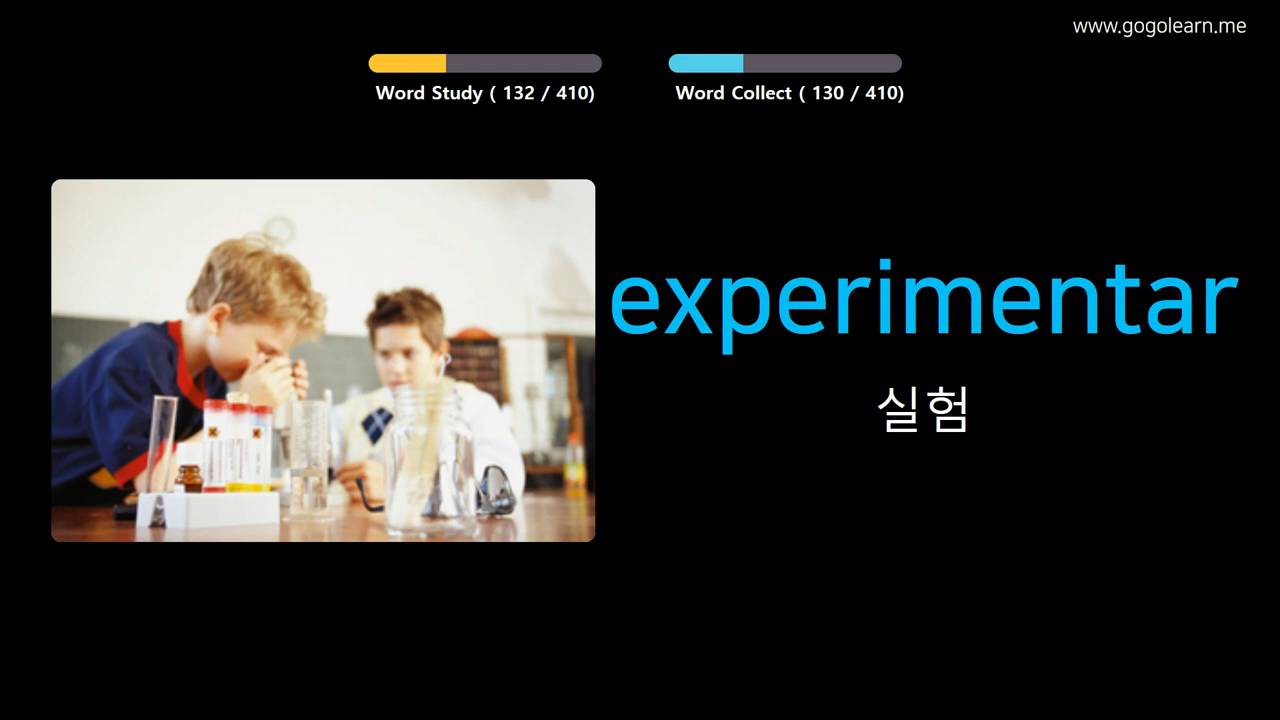 www.gogolearn.me
Word Study ( 132 / 410)
Word Collect ( 130 / 410)
experimentar
실험